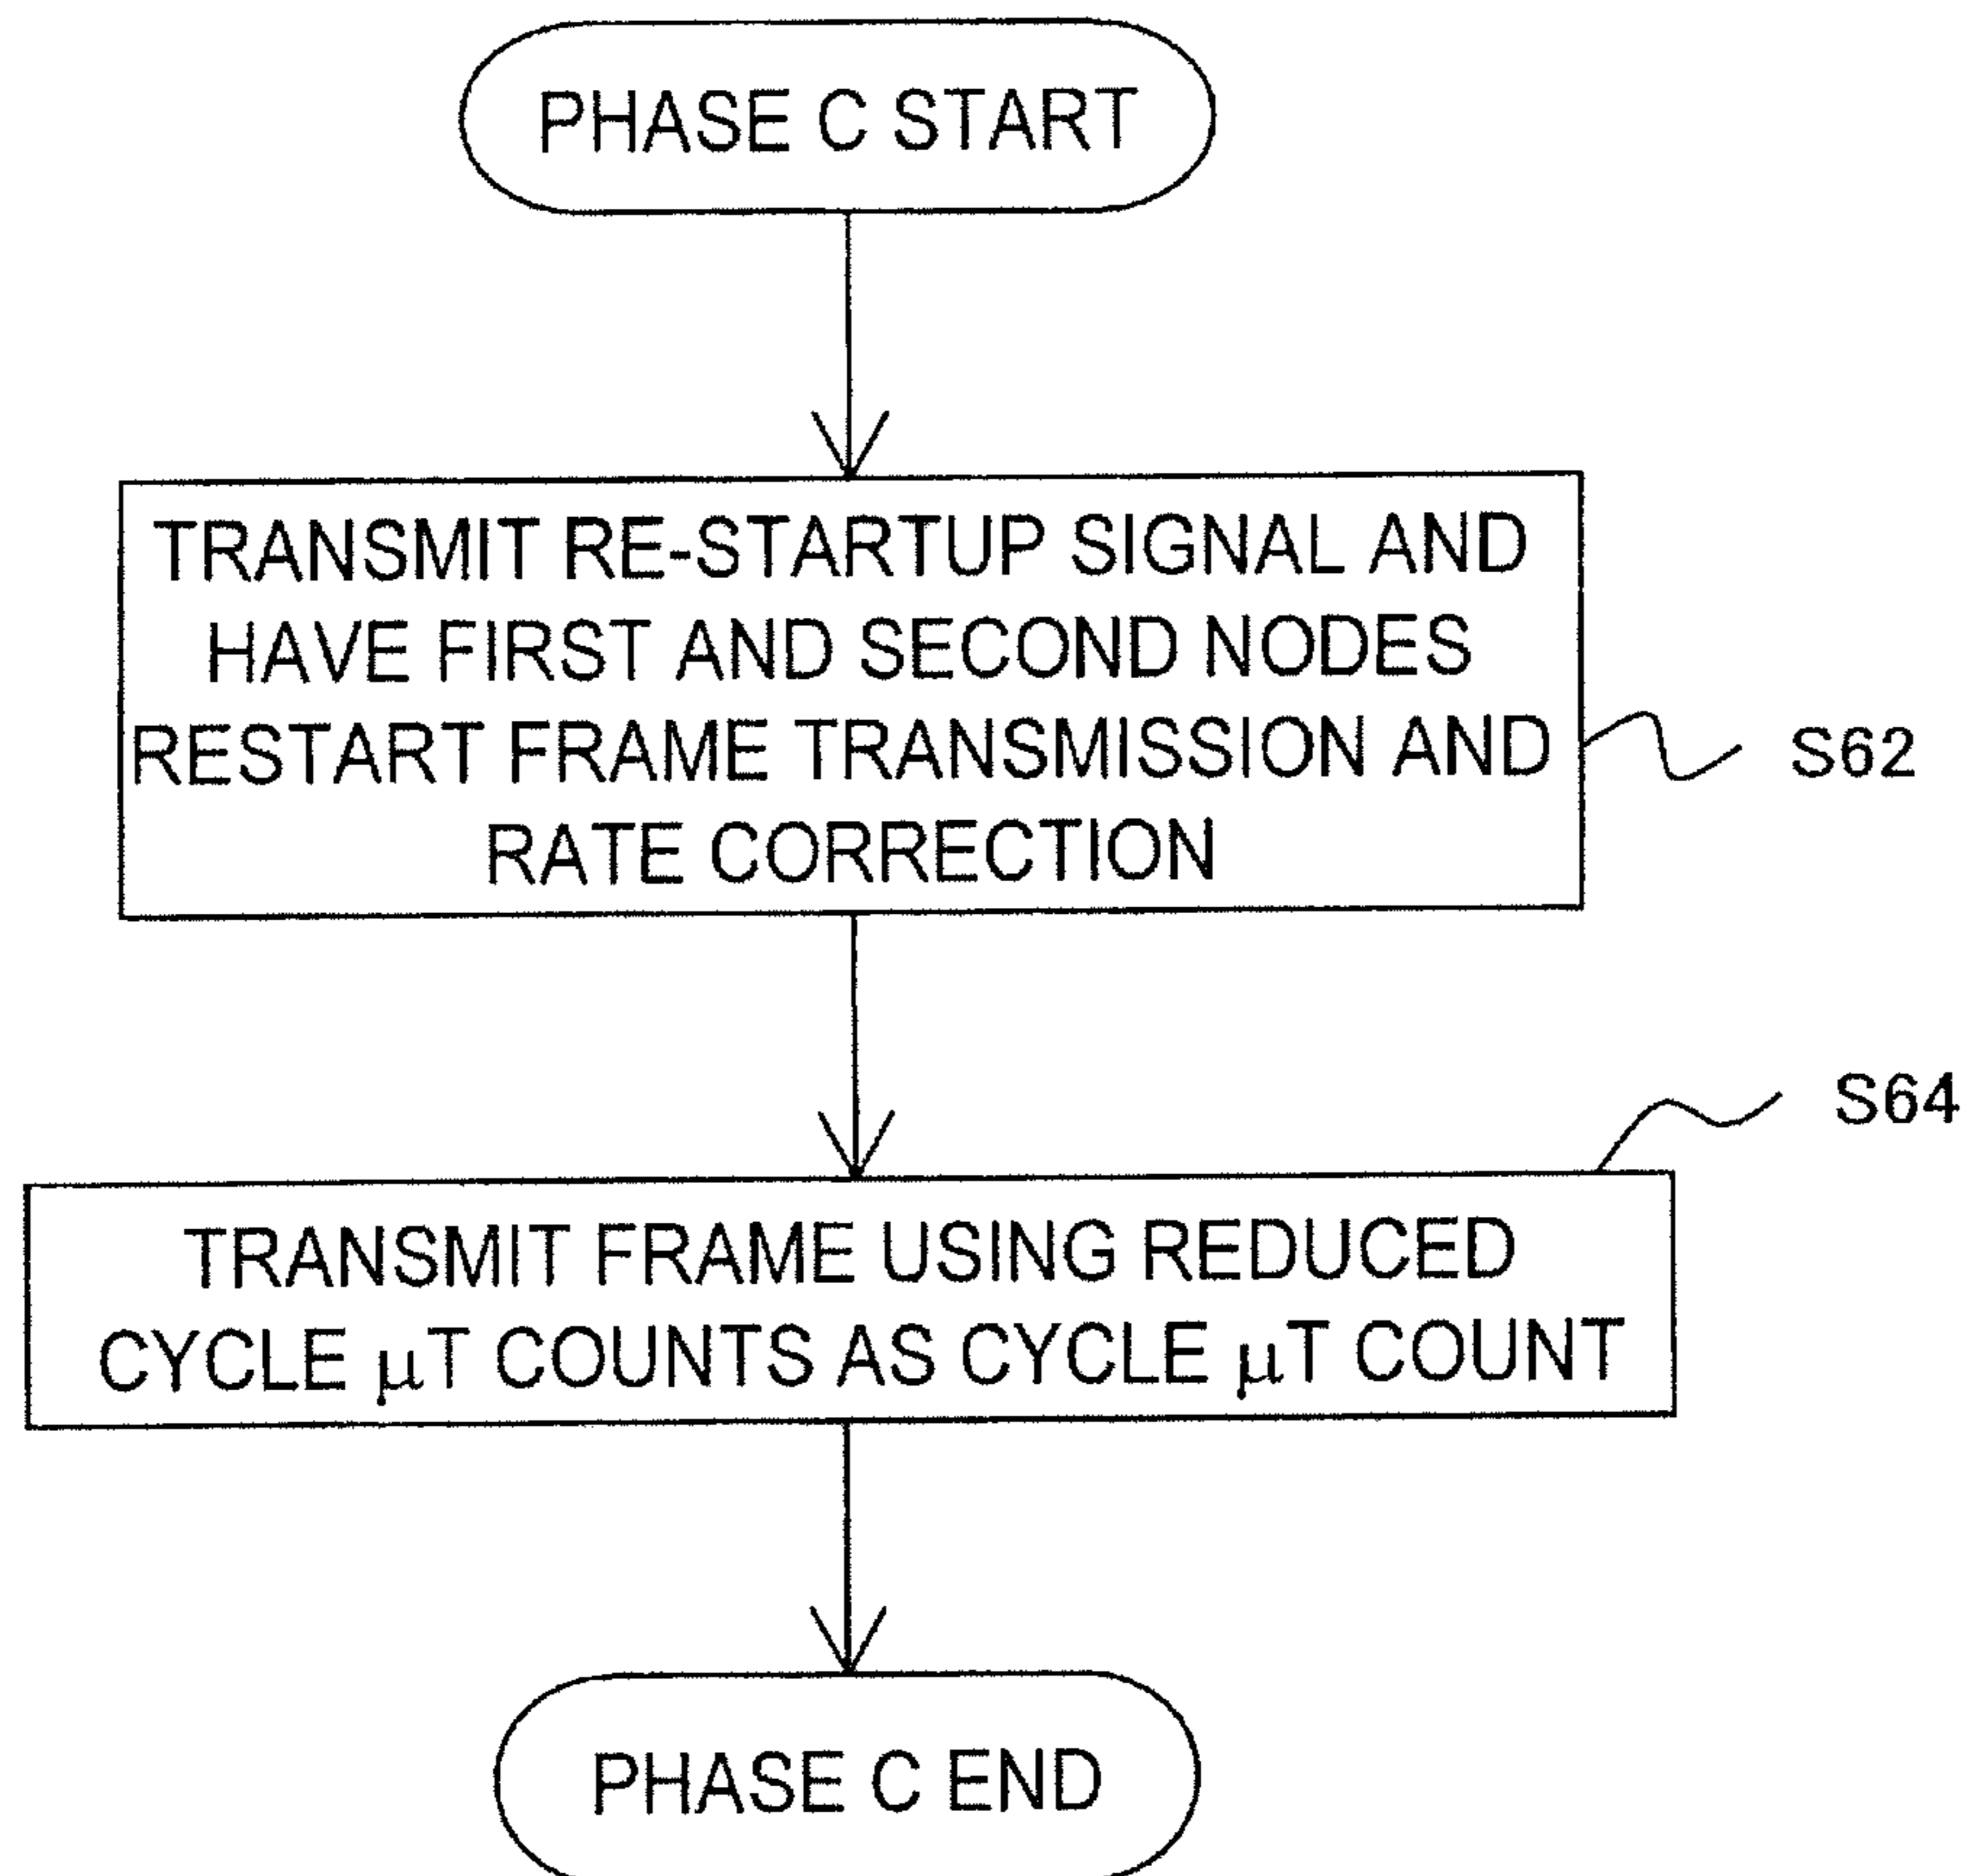 PHASE C START
TRANSMIT RE-STARTUP SIGNAL AND
HAVE FIRST AND SECOND NODES
RESTART FRAME TRANSMISSION AND
RATE CORRECTION
S62
S64
TRANSMIT FRAME USING REDUCED
CYCLE μT COUNTS AS CYCLE μT COUNT
PHASE C END